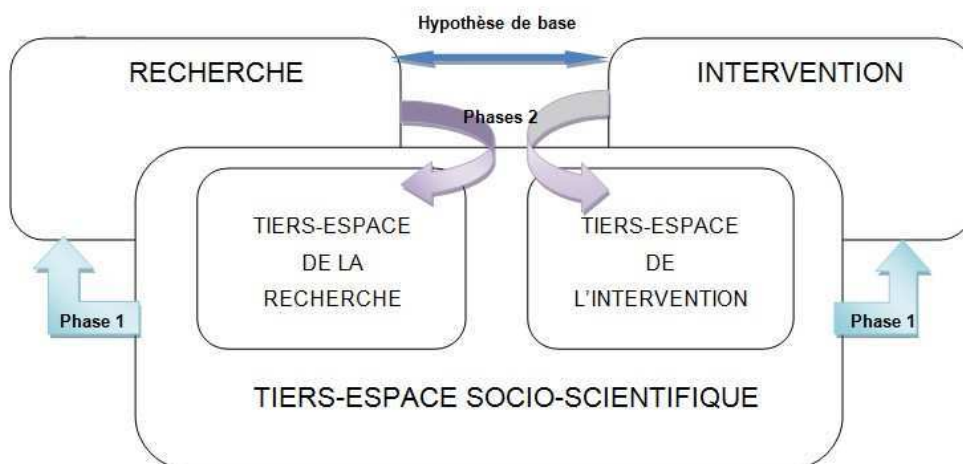 Hypothèse de base
RECHERCHE
INTERVENTION
Phases 2
TIERS-ESPACE
DE LA
RECHERCHE
TIERS-ESPACE
DE
L'INTERVENTION
Phase 1
Phase 1
TIERS-ESPACE SOCIO-SCIENTIFIQUE